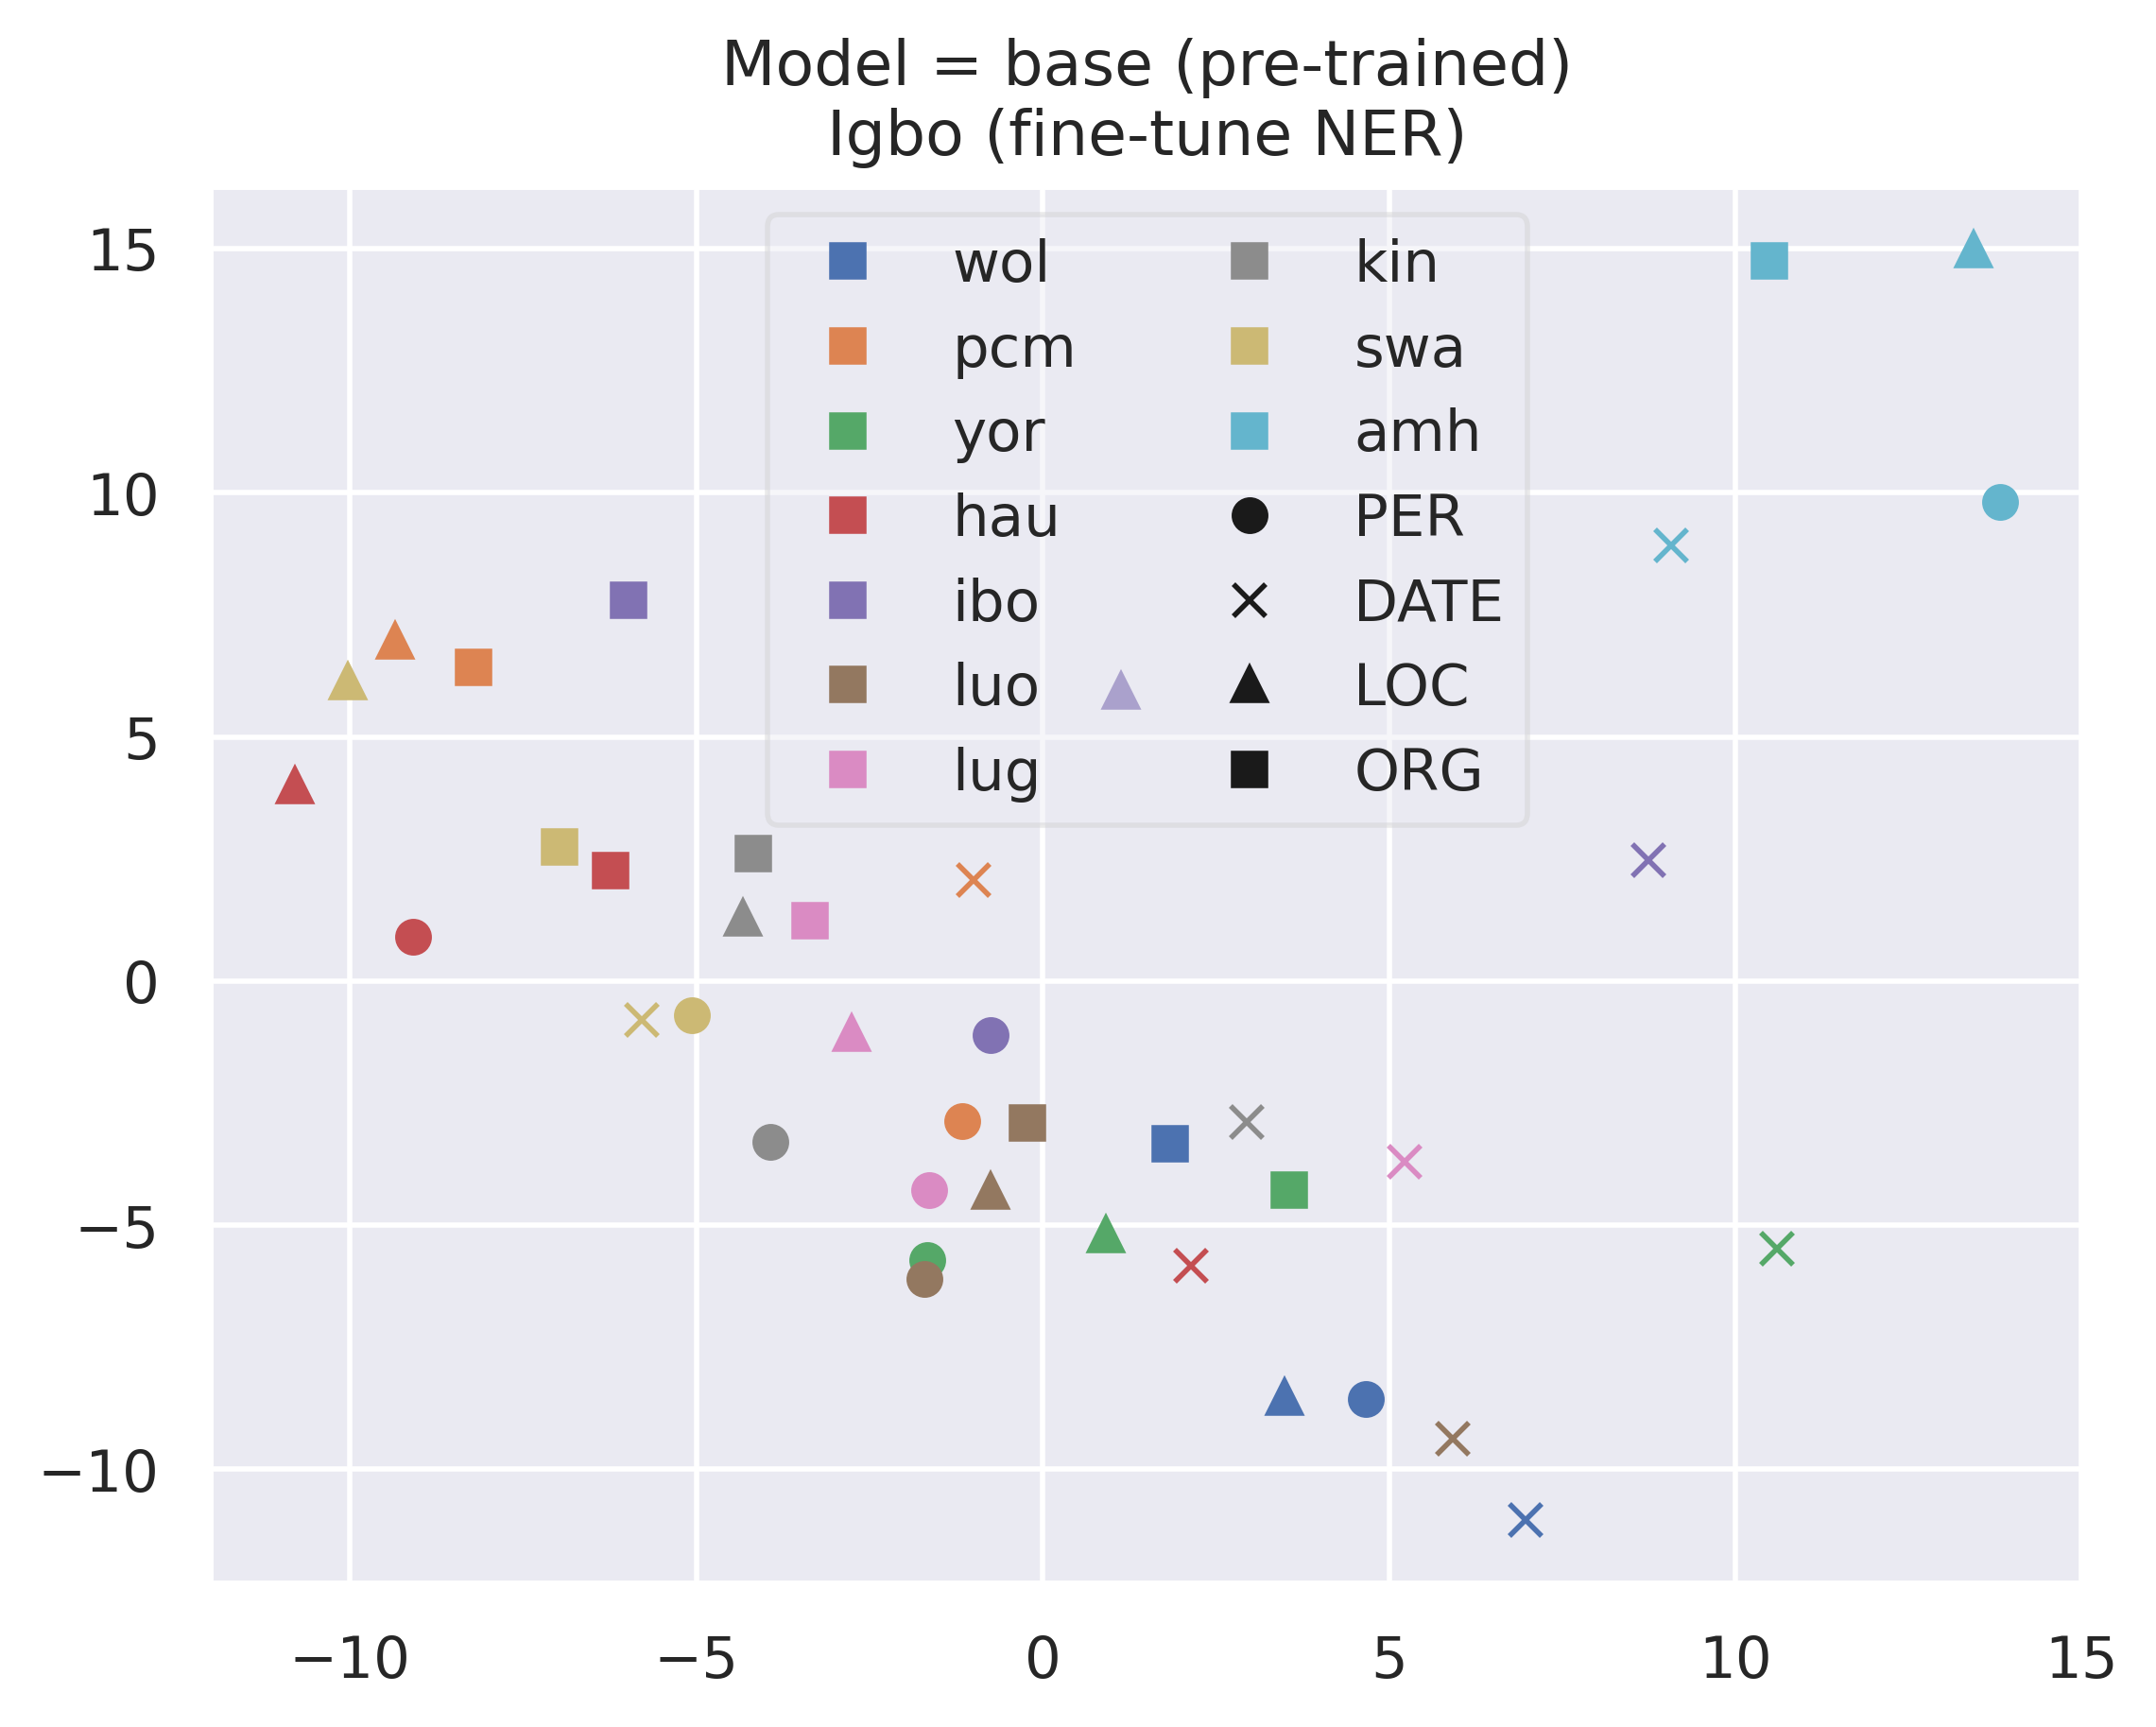 Model = base (pre-trained)
Igbo (fine-tune NER)
15
10
5
0
−5
−10
wol
pcm
yor
hau
ibo
luo
lug
kin
swa
amh
PER
DATE
LOC
ORG
−10
−5
0
5
10
15